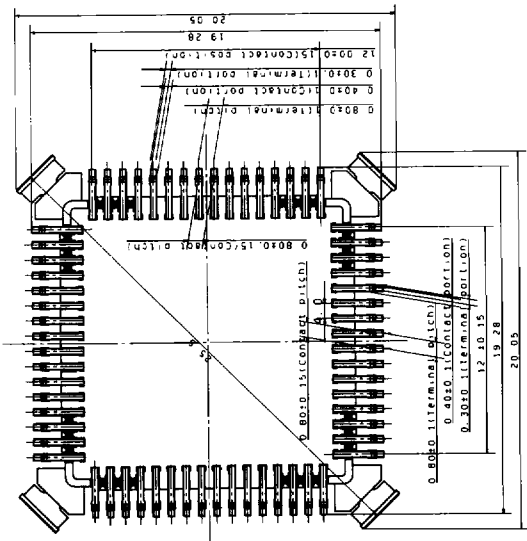 20.05
19.28
12.00±0.15(Contact position)
0.30±0.1(Terminal portion)
0.40±0.1(Contact portion)
0.80±0.1(Terminal pitch)
0.80±0.15(Contact pitch)
0.80±0.15(Contact pitch)
0.80±0.1(Terminal pitch)
0.40±0.1(Contact portion)
0.30±0.1(Terminal portion)
12 ±0.15
19.28
20.05